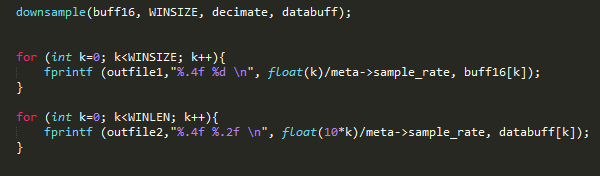 downsample(buff16, WINSIZE, decimate, databuff);
for (int k=0; k<WINSIZE; k++){
fprintf (outfile1,"%.4f %d \n", float(k)/meta->sample_rate, buff16[k]);
}
for (int k=0; k<WINLEN; k++){
fprintf (outfile2,"%.4f %.2f \n", float(10*k)/meta->sample_rate, databuff[k]);
}